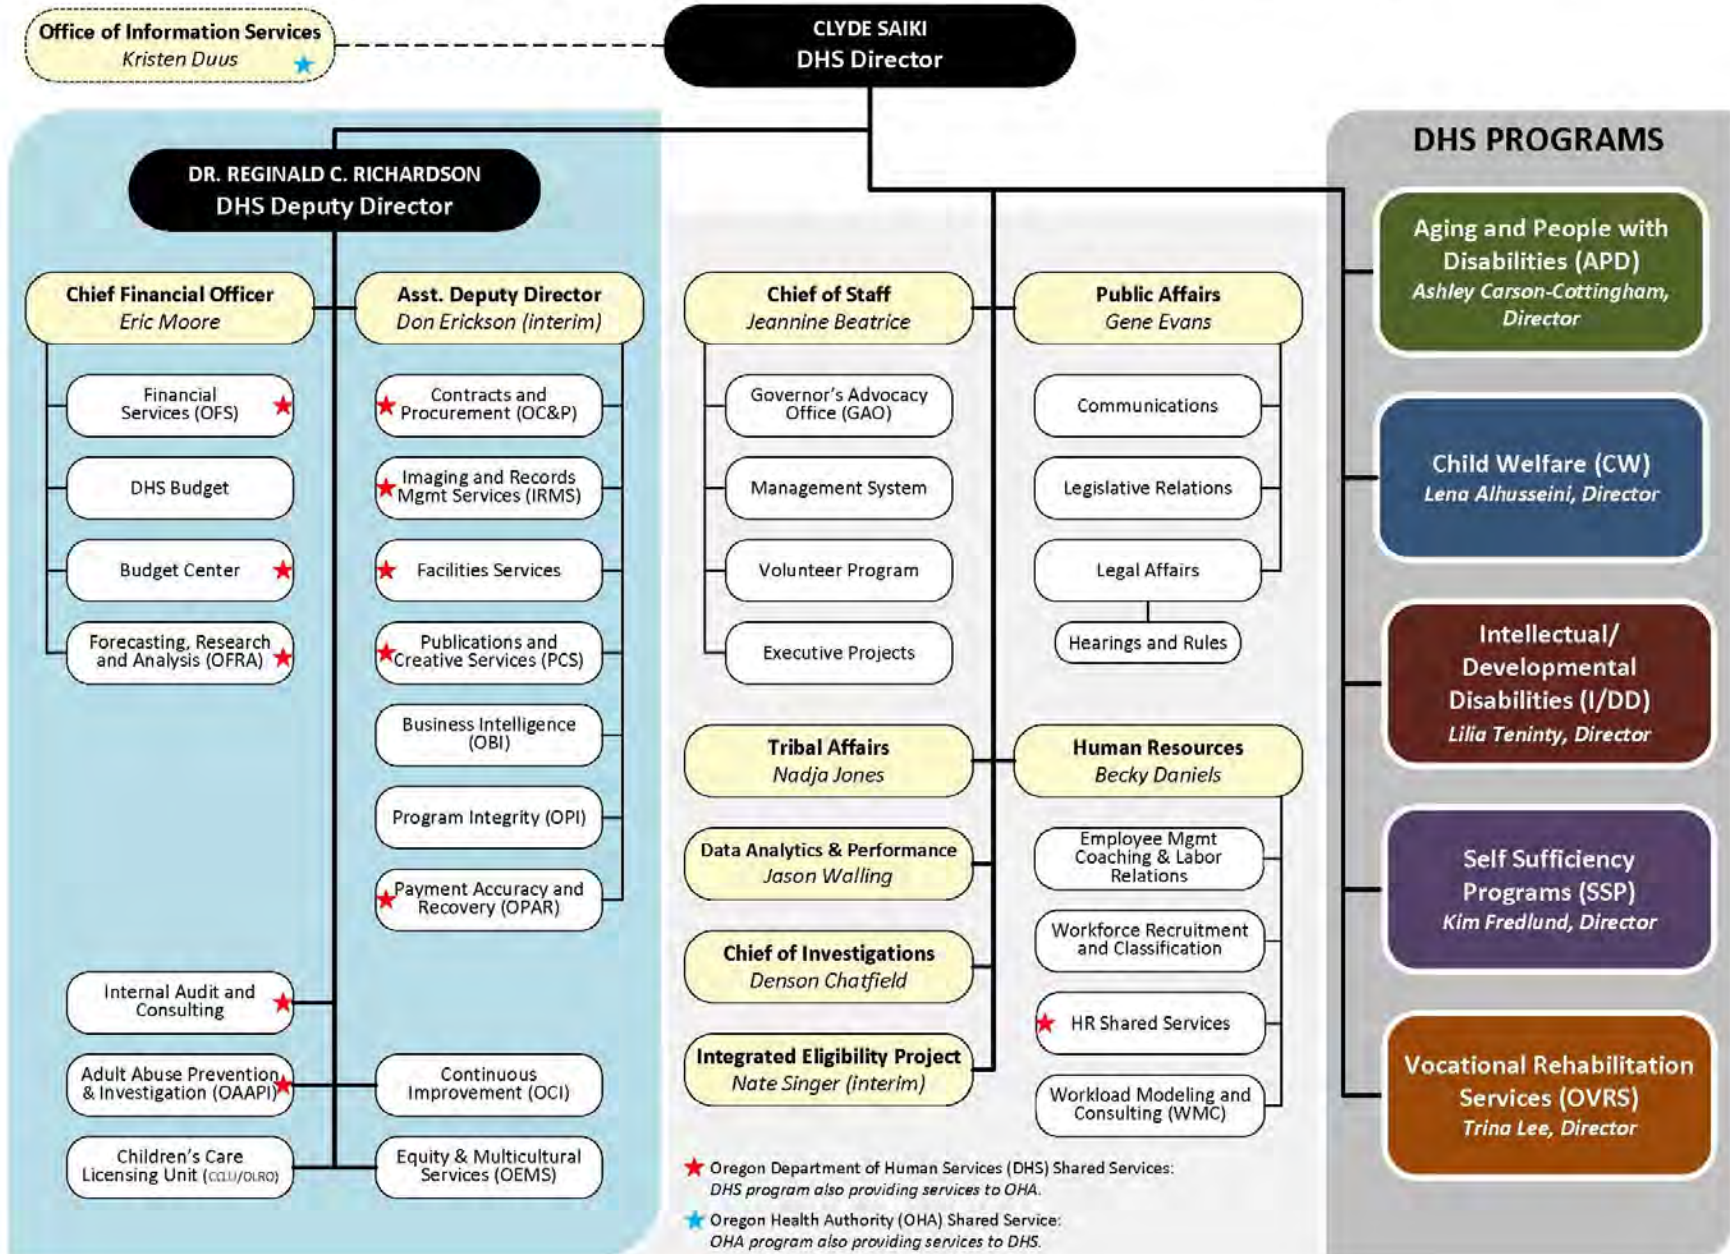 Office of Information Services
Kristen Duus
CLYDE SAIKI
DHS Director
DR. REGINALD C. RICHARDSON
DHS Deputy Director
Chief Financial Officer
Eric Moore
Financial
Services (OFS)
DHS Budget
Budget Center
Forecasting, Research
and Analysis (OFRA)
Asst. Deputy Director
Don Erickson (interim)
Contracts and
Procurement (OC&P)
Imaging and Records
Mgmt Services (IRMS)
Facilities Services
Publications and
Creative Services (PCS)
Business Intelligence
(OBI)
Program Integrity (OPI)
Payment Accuracy and
Recovery (OPAR)
Internal Audit and
Consulting
Adult Abuse Prevention
& Investigation (OAAPI)
Children's Care
Licensing Unit (CCLU/OLRO)
Continuous
Improvement (OCI)
Equity & Multicultural
Services (OEMS)
Chief of Staff
Jeannine Beatrice
Governor's Advocacy
Office (GAO)
Management System
Volunteer Program
Executive Projects
Public Affairs
Gene Evans
Communications
Legislative Relations
Legal Affairs
Hearings and Rules
Tribal Affairs
Nadja Jones
Data Analytics & Performance
Jason Walling
Chief of Investigations
Denson Chatfield
Integrated Eligibility Project
Nate Singer (interim)
Human Resources
Becky Daniels
Employee Mgmt
Coaching & Labor
Relations
Workforce Recruitment
and Classification
HR Shared Services
Workload Modeling and
Consulting (WMC)
Oregon Department of Human Services (DHS) Shared Services:
DHS program also providing services to OHA.
Oregon Health Authority (OHA) Shared Service:
OHA program also providing services to DHS.
DHS PROGRAMS
Aging and People with
Disabilities (APD)
Ashley Carson-Cottingham,
Director
Child Welfare (CW)
Lena Alhusseini, Director
Intellectual/
Developmental
Disabilities (I/DD)
Lilia Teninty, Director
Self Sufficiency
Programs (SSP)
Kim Fredlund, Director
Vocational Rehabilitation
Services (OVRS)
Trina Lee, Director